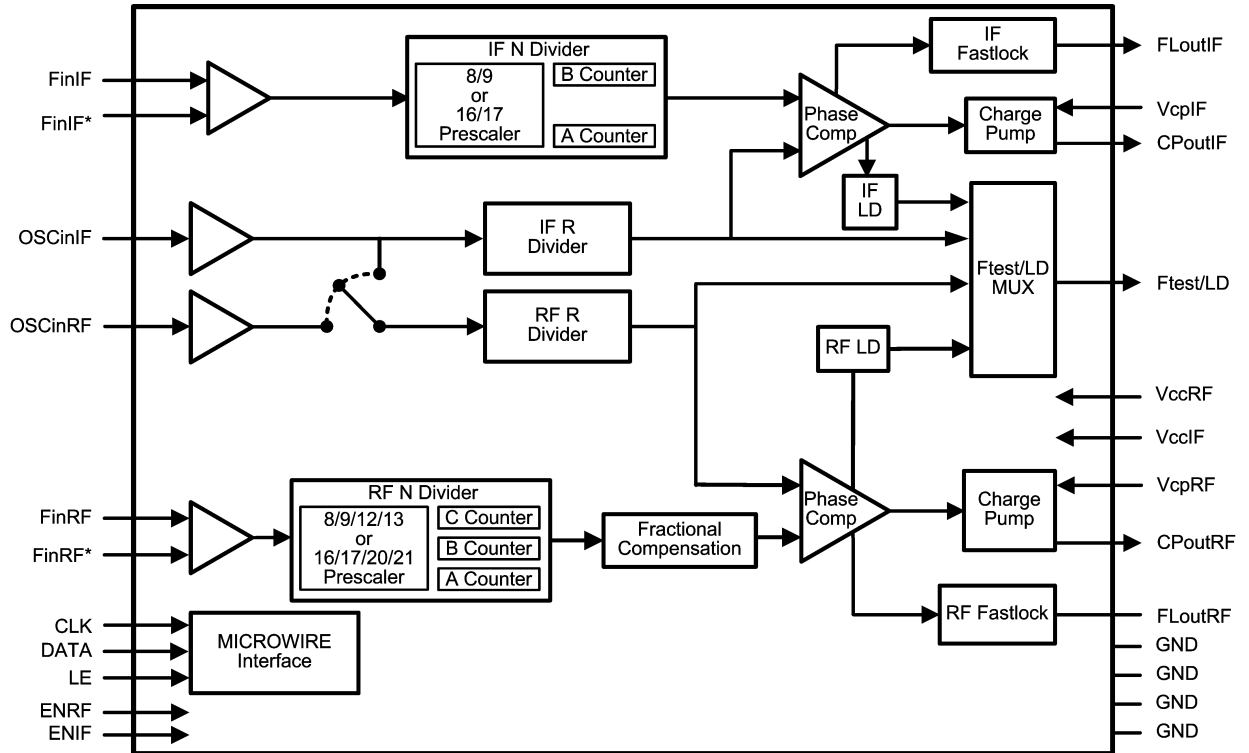 FinIF
FinIF*
IF N Divider
8/9
or
16/17
Prescaler
B Counter
A Counter
Phase
Comp
IF
Fastlock
FLoutIF
Charge
Pump
VcpIF
CPoutIF
IF
LD
OSCinIF
IF R
Divider
OSCinRF
RF R
Divider
Ftest/LD
MUX
Ftest/LD
RF LD
VccRF
VccIF
FinRF
FinRF*
RF N Divider
8/9/12/13
or
16/17/20/21
Prescaler
C Counter
B Counter
A Counter
Fractional
Compensation
Phase
Comp
Charge
Pump
VcpRF
CPoutRF
RF Fastlock
FLoutRF
CLK
DATA
LE
MICROWIRE
Interface
ENRF
ENIF
GND
GND
GND
GND